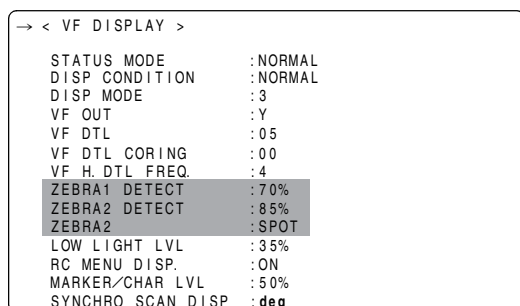 → < VF DISPLAY >
STATUS MODE :NORMAL
DISP CONDITION :NORMAL
DISP MODE :3
VF OUT :Y
VF DTL :05
VF DTL CORING :00
VF H.DTL FREQ. :4
ZEBRA1 DETECT :70%
ZEBRA2 DETECT :85%
ZEBRA2 :SPOT
LOW LIGHT LVL :35%
RC MENU DISP. :ON
MARKER/CHAR LVL :50%
SYNCHRO SCAN DISP :deg